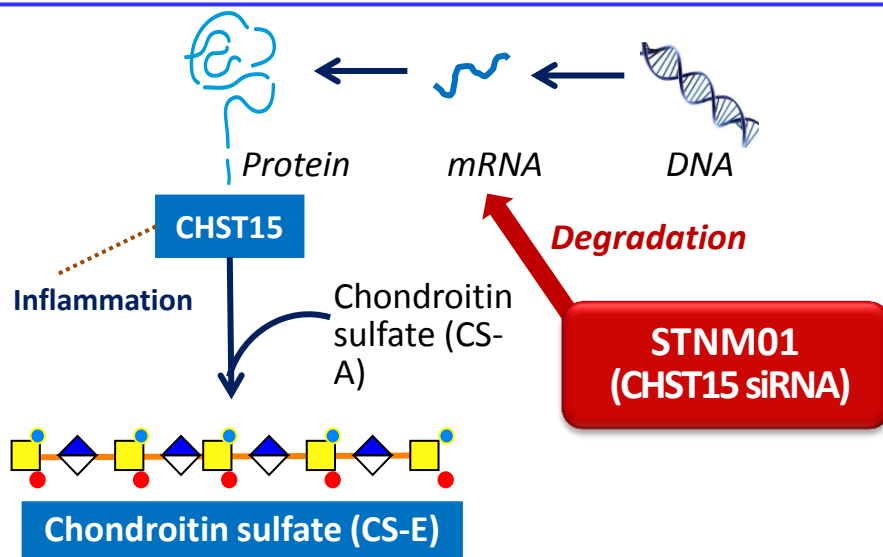 Protein
mRNA
DNA
CHST15
Degradation
Inflammation
Chondroitin
sulfate (CS-
A)
STNM01
(CHST15 siRNA)
Chondroitin sulfate (CS-E)